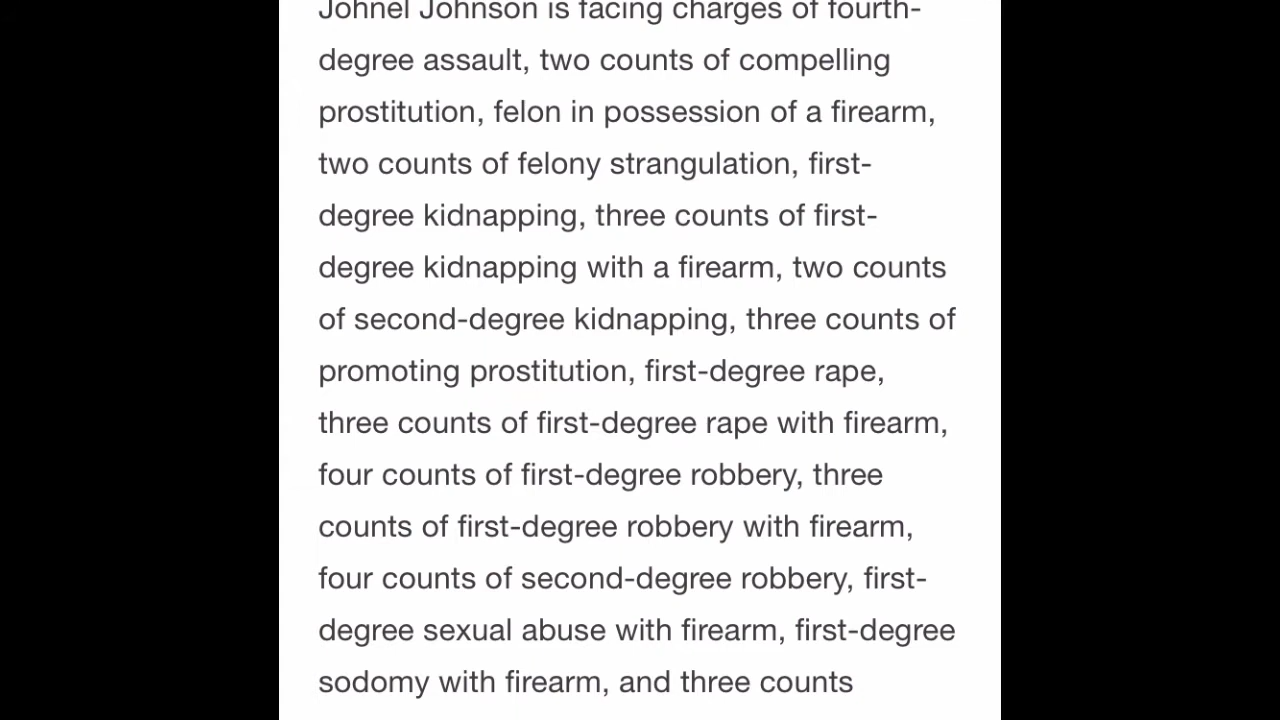 Johnel Johnson is facing charges of fourth-
degree assault, two counts of compelling
prostitution, felon in possession of a firearm,
two counts of felony strangulation, first-
degree kidnapping, three counts of first-
degree kidnapping with a firearm, two counts
of second-degree kidnapping, three counts of
promoting prostitution, first-degree rape,
three counts of first-degree rape with firearm,
four counts of first-degree robbery, three
counts of first-degree robbery with firearm,
four counts of second-degree robbery, first-
degree sexual abuse with firearm, first-degree
sodomy with firearm, and three counts